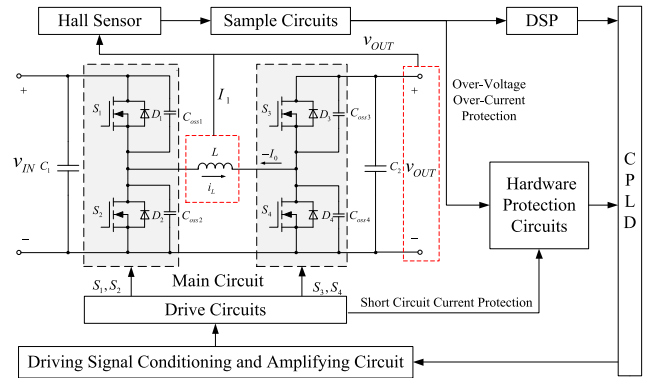 Hall Sensor
Sample Circuits
DSP
v_OUT
Over-Voltage
Over-Current
Protection
I_1
+
+
S_1
D_1
C_oss1
S_3
D_3
C_oss3
v_IN
C_1
L
−I_0
i_L
C_2
v_OUT
S_2
D_2
C_oss2
S_4
D_4
C_oss4
−
−
Hardware
Protection
Circuits
CPLD
Main Circuit
S_1, S_2
S_3, S_4
Drive Circuits
Short Circuit Current Protection
Driving Signal Conditioning and Amplifying Circuit